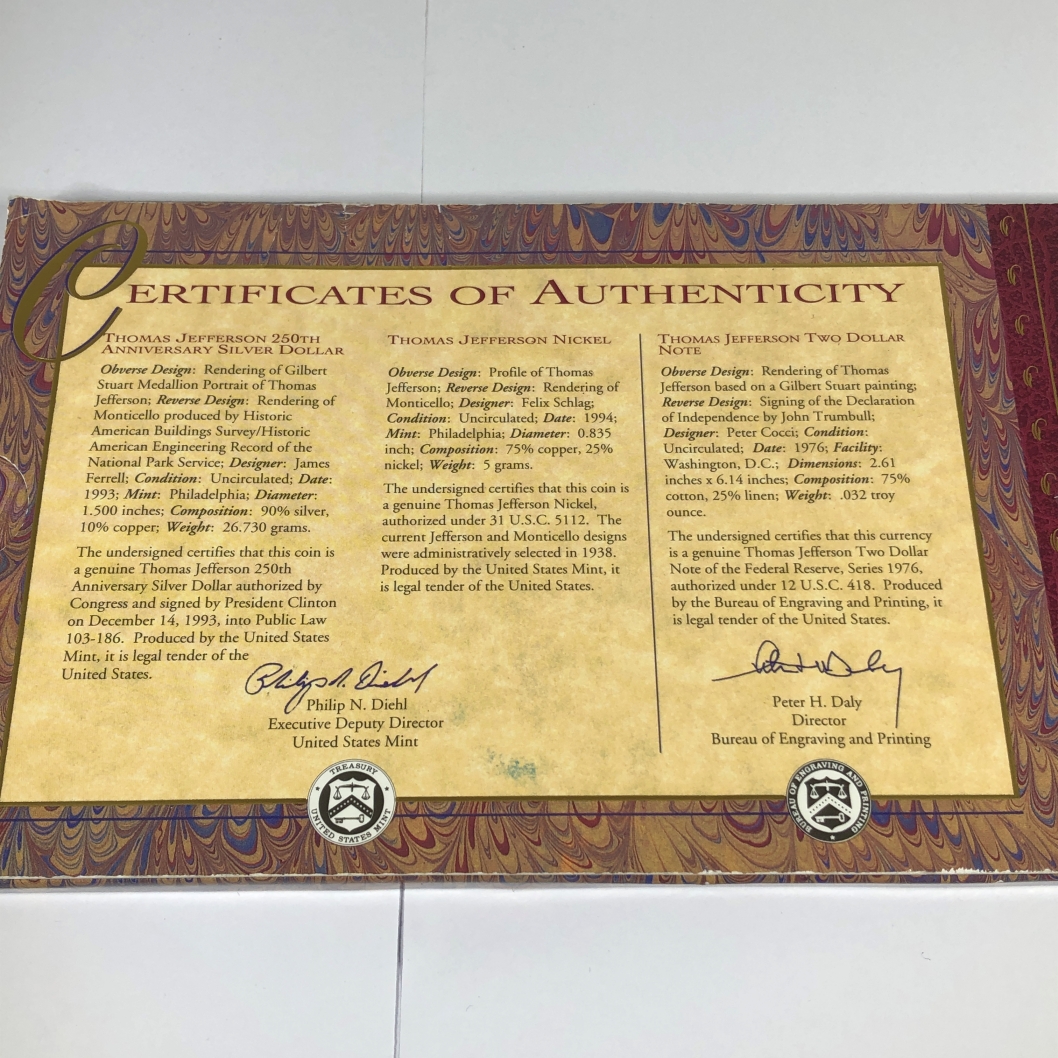 CERTIFICATES OF AUTHENTICITY
THOMAS JEFFERSON 250TH
ANNIVERSARY SILVER DOLLAR
Obverse Design: Rendering of Gilbert
Stuart Medallion Portrait of Thomas
Jefferson; Reverse Design: Rendering of
Monticello produced by Historic
American Buildings Survey/Historic
American Engineering Record of the
National Park Service; Designer: James
Ferrell; Condition: Uncirculated; Date:
1993; Mint: Philadelphia; Diameter:
1.500 inches; Composition: 90% silver,
10% copper; Weight: 26.730 grams.
The undersigned certifies that this coin is
a genuine Thomas Jefferson 250th
Anniversary Silver Dollar authorized by
Congress and signed by President Clinton
on December 14, 1993, into Public Law
103-186. Produced by the United States
Mint, it is legal tender of the
United States.
THOMAS JEFFERSON NICKEL
Obverse Design: Profile of Thomas
Jefferson; Reverse Design: Rendering of
Monticello; Designer: Felix Schlag;
Condition: Uncirculated; Date: 1994;
Mint: Philadelphia; Diameter: 0.835
inch; Composition: 75% copper, 25%
nickel; Weight: 5 grams.
The undersigned certifies that this coin is
a genuine Thomas Jefferson Nickel,
authorized under 31 U.S.C. 5112. The
current Jefferson and Monticello designs
were administratively selected in 1938.
Produced by the United States Mint, it
is legal tender of the United States.
Philip N. Diehl
Philip N. Diehl
Executive Deputy Director
United States Mint
TREASURY
UNITED STATES MINT
THOMAS JEFFERSON TWO DOLLAR
NOTE
Obverse Design: Rendering of Thomas
Jefferson based on a Gilbert Stuart painting;
Reverse Design: Signing of the Declaration
of Independence by John Trumbull;
Designer: Peter Cocci; Condition:
Uncirculated; Date: 1976; Facility:
Washington, D.C.; Dimensions: 2.61
inches x 6.14 inches; Composition: 75%
cotton, 25% linen; Weight: .032 troy
ounce.
The undersigned certifies that this currency
is a genuine Thomas Jefferson Two Dollar
Note of the Federal Reserve, Series 1976,
authorized under 12 U.S.C. 418. Produced
by the Bureau of Engraving and Printing, it
is legal tender of the United States.
Peter H. Daly
Director
Bureau of Engraving and Printing
BUREAU OF ENGRAVING AND PRINTING